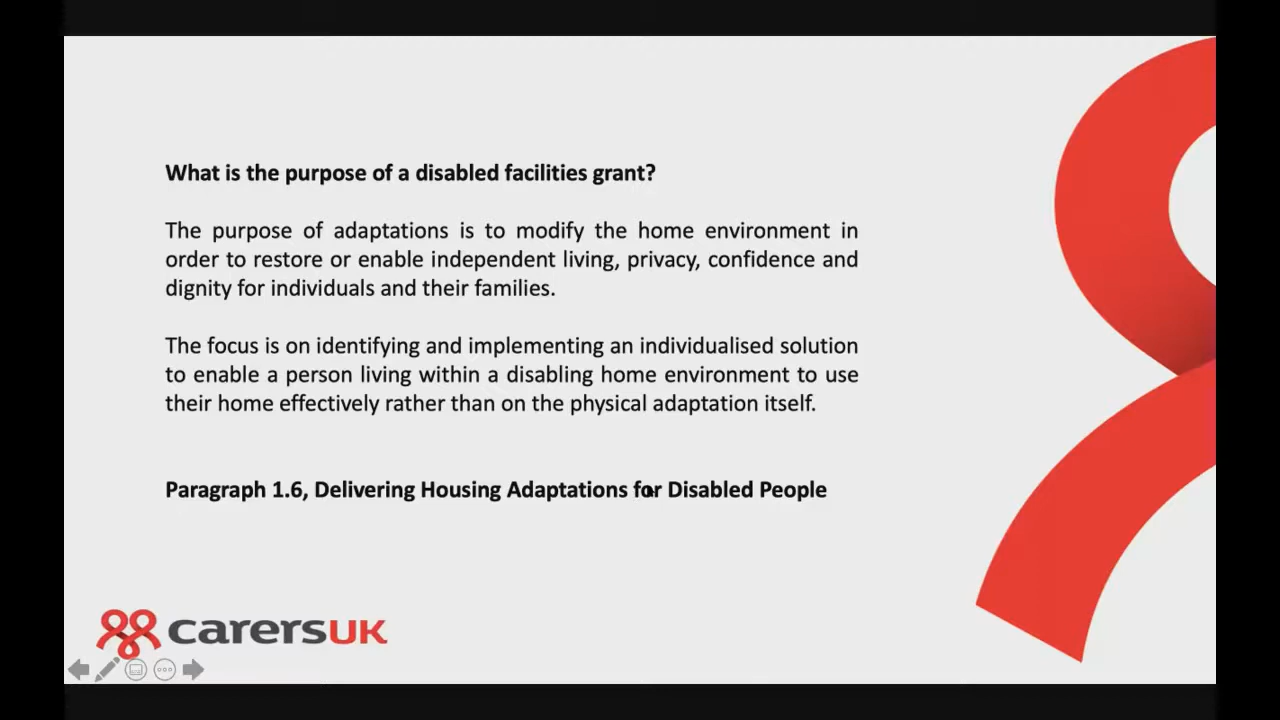 What is the purpose of a disabled facilities grant?
The purpose of adaptations is to modify the home environment in
order to restore or enable independent living, privacy, confidence and
dignity for individuals and their families.
The focus is on identifying and implementing an individualised solution
to enable a person living within a disabling home environment to use
their home effectively rather than on the physical adaptation itself.
Paragraph 1.6, Delivering Housing Adaptations for Disabled People
carersUK